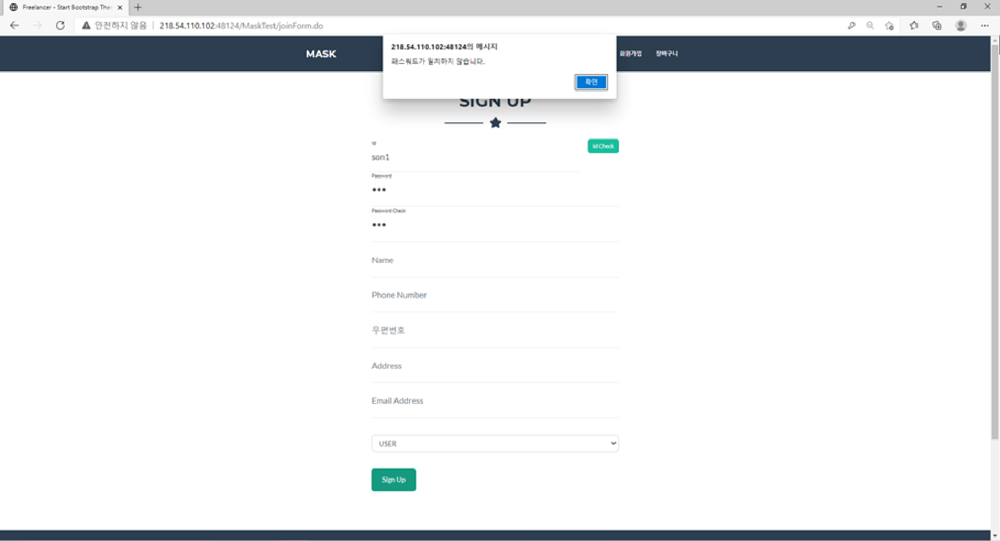 Freelancer - Start Bootstrap The
안전하지 않음 | 218.54.110.102:48124/MaskTest/joinForm.do
MASK
회원가입 장바구니
218.54.110.102:48124의 메시지
패스워드가 일치하지 않습니다.
확인
SIGN UP
Id
Id Check
son1
Password
•••
Password Check
•••
Name
Phone Number
우편번호
Address
Email Address
USER
Sign Up